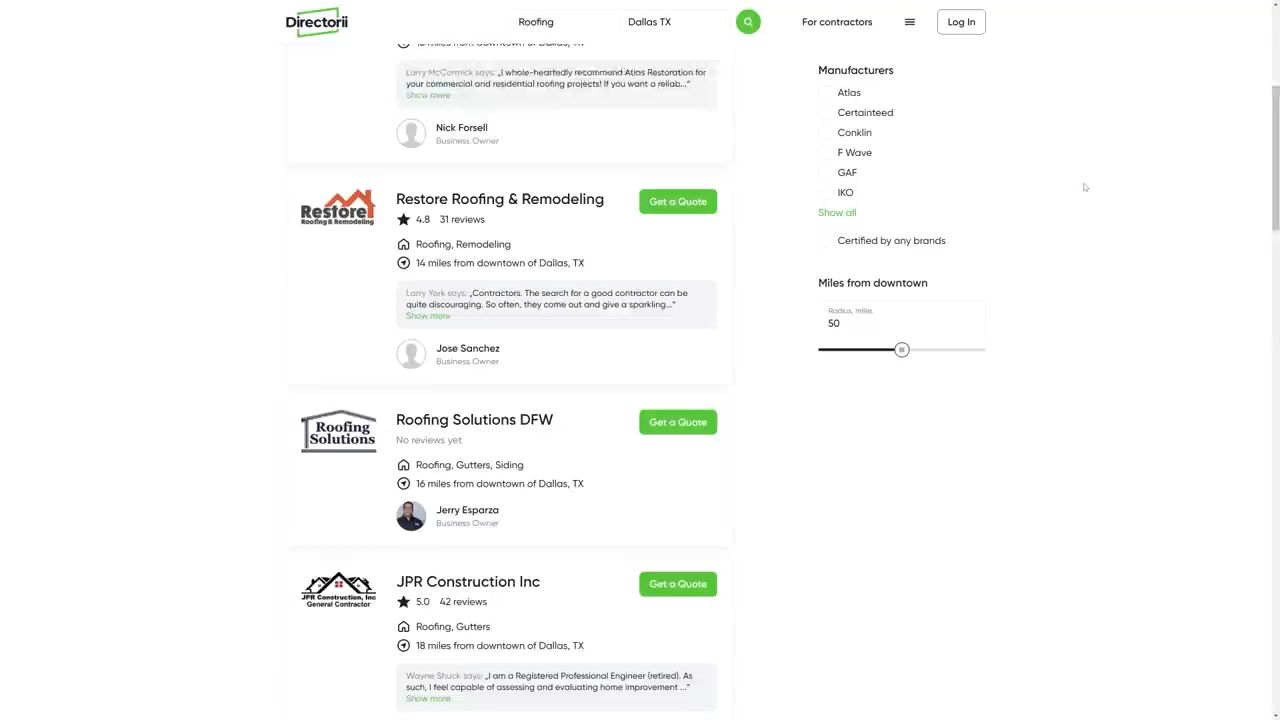 Directorii
Roofing
Dallas TX
For contractors
Log In
miles from downtown of Dallas, TX
Larry McCormick says: „I whole-heartedly recommend Atlas Restoration for
your commercial and residential roofing projects! If you want a reliab...“
Show more
Nick Forsell
Business Owner
Restore
Roofing & Remodeling
Restore Roofing & Remodeling
Get a Quote
4.8 31 reviews
Roofing, Remodeling
14 miles from downtown of Dallas, TX
Larry York says: „Contractors. The search for a good contractor can be
quite discouraging. So often, they come out and give a sparkling...“
Show more
Jose Sanchez
Business Owner
Roofing
Solutions
Roofing Solutions DFW
Get a Quote
No reviews yet
Roofing, Gutters, Siding
16 miles from downtown of Dallas, TX
Jerry Esparza
Business Owner
JPR Construction, Inc
General Contractor
JPR Construction Inc
Get a Quote
5.0 42 reviews
Roofing, Gutters
18 miles from downtown of Dallas, TX
Wayne Shuck says: „I am a Registered Professional Engineer (retired). As
such, I feel capable of assessing and evaluating home improvement ...“
Show more
Manufacturers
Atlas
Certainteed
Conklin
F Wave
GAF
IKO
Show all
Certified by any brands
Miles from downtown
Radius, miles
50